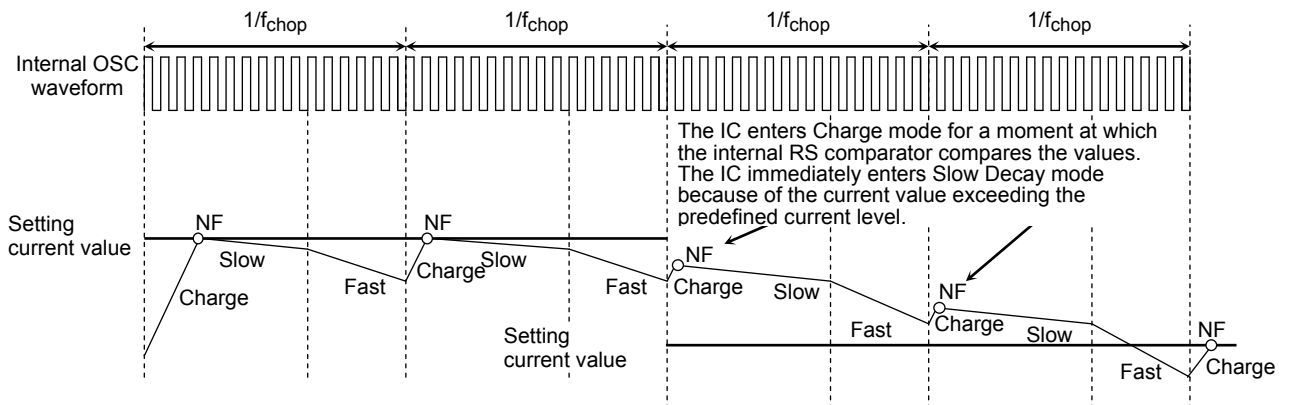 1/fchop 1/fchop 1/fchop 1/fchop
Internal OSC
waveform
The IC enters Charge mode for a moment at which
the internal RS comparator compares the values.
The IC immediately enters Slow Decay mode
because of the current value exceeding the
predefined current level.
Setting
current value
NF
Slow
Charge
Fast
NF
Charge
Slow
Fast
NF
Charge
Slow
Fast
NF
Charge
Slow
Fast
NF
Charge
Setting
current value